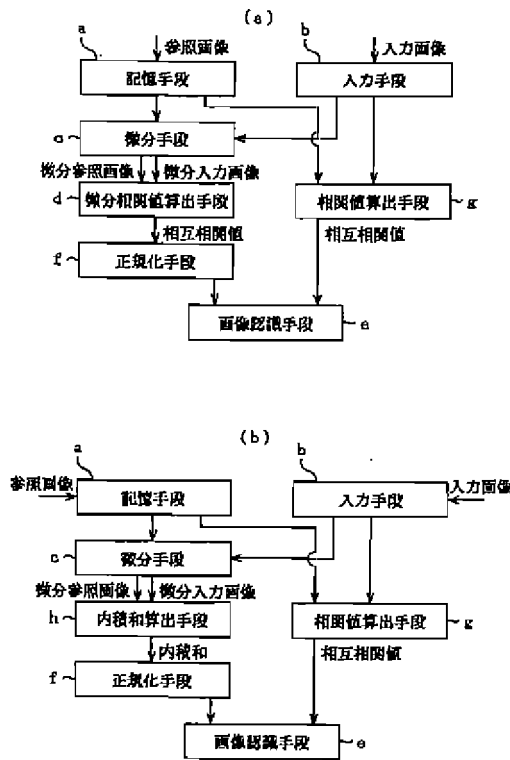 (a)
a
b
参照画像
入力画像
記憶手段
入力手段
c
微分手段
微分参照画像
微分入力画像
d
微分相関値算出手段
相関値算出手段
g
相互相関値
相互相関値
f
正規化手段
画像認識手段
e
(b)
a
b
参照画像
記憶手段
入力手段
入力画像
c
微分手段
微分参照画像
微分入力画像
h
内積和算出手段
相関値算出手段
g
内積和
相互相関値
f
正規化手段
画像認識手段
e